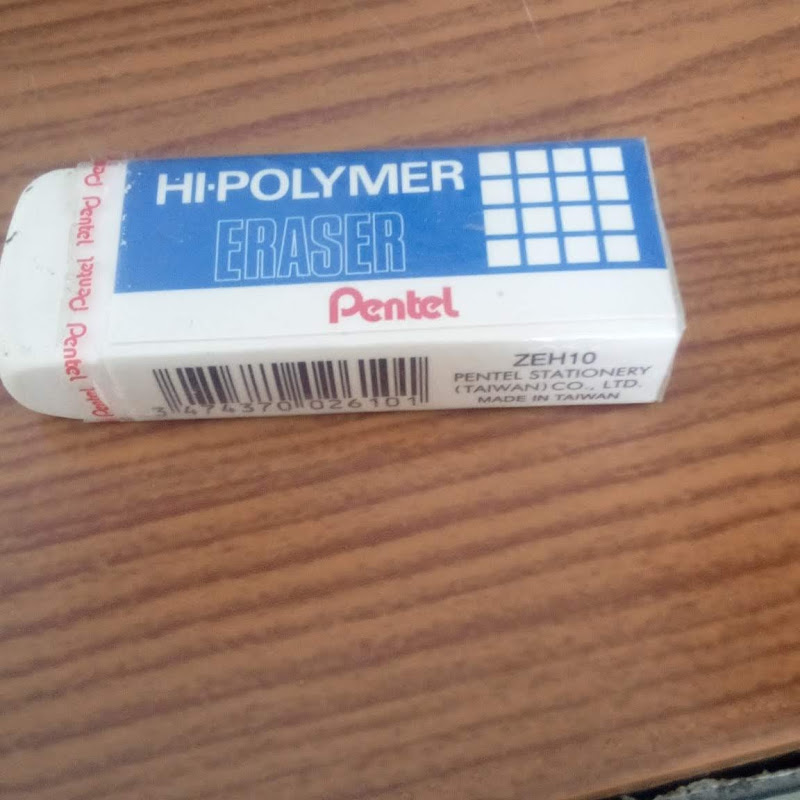 HI-POLYMER
ERASER
Pentel
3 474370 026101
ZEH10
PENTEL STATIONERY
(TAIWAN) CO., LTD.
MADE IN TAIWAN
Pentel
Pentel
Pentel